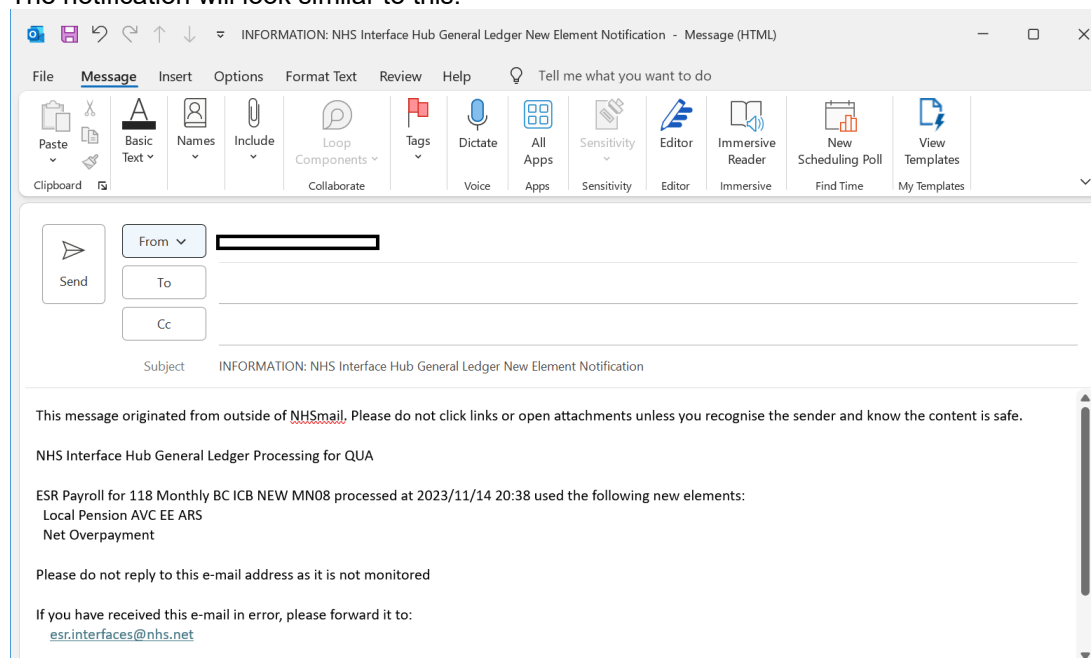 The notification will look similar to this:
INFORMATION: NHS Interface Hub General Ledger New Element Notification - Message (HTML)
File Message Insert Options Format Text Review Help Tell me what you want to do
Paste Basic Text Names Include Loop Components Tags Dictate All Apps Sensitivity Editor Immersive Reader New Scheduling Poll View Templates
Clipboard Collaborate Voice Apps Sensitivity Editor Immersive Find Time My Templates
Send
From
To
Cc
Subject INFORMATION: NHS Interface Hub General Ledger New Element Notification
This message originated from outside of NHSmail. Please do not click links or open attachments unless you recognise the sender and know the content is safe.
NHS Interface Hub General Ledger Processing for QUA
ESR Payroll for 118 Monthly BC ICB NEW MN08 processed at 2023/11/14 20:38 used the following new elements:
Local Pension AVC EE ARS
Net Overpayment
Please do not reply to this e-mail address as it is not monitored
If you have received this e-mail in error, please forward it to:
esr.interfaces@nhs.net